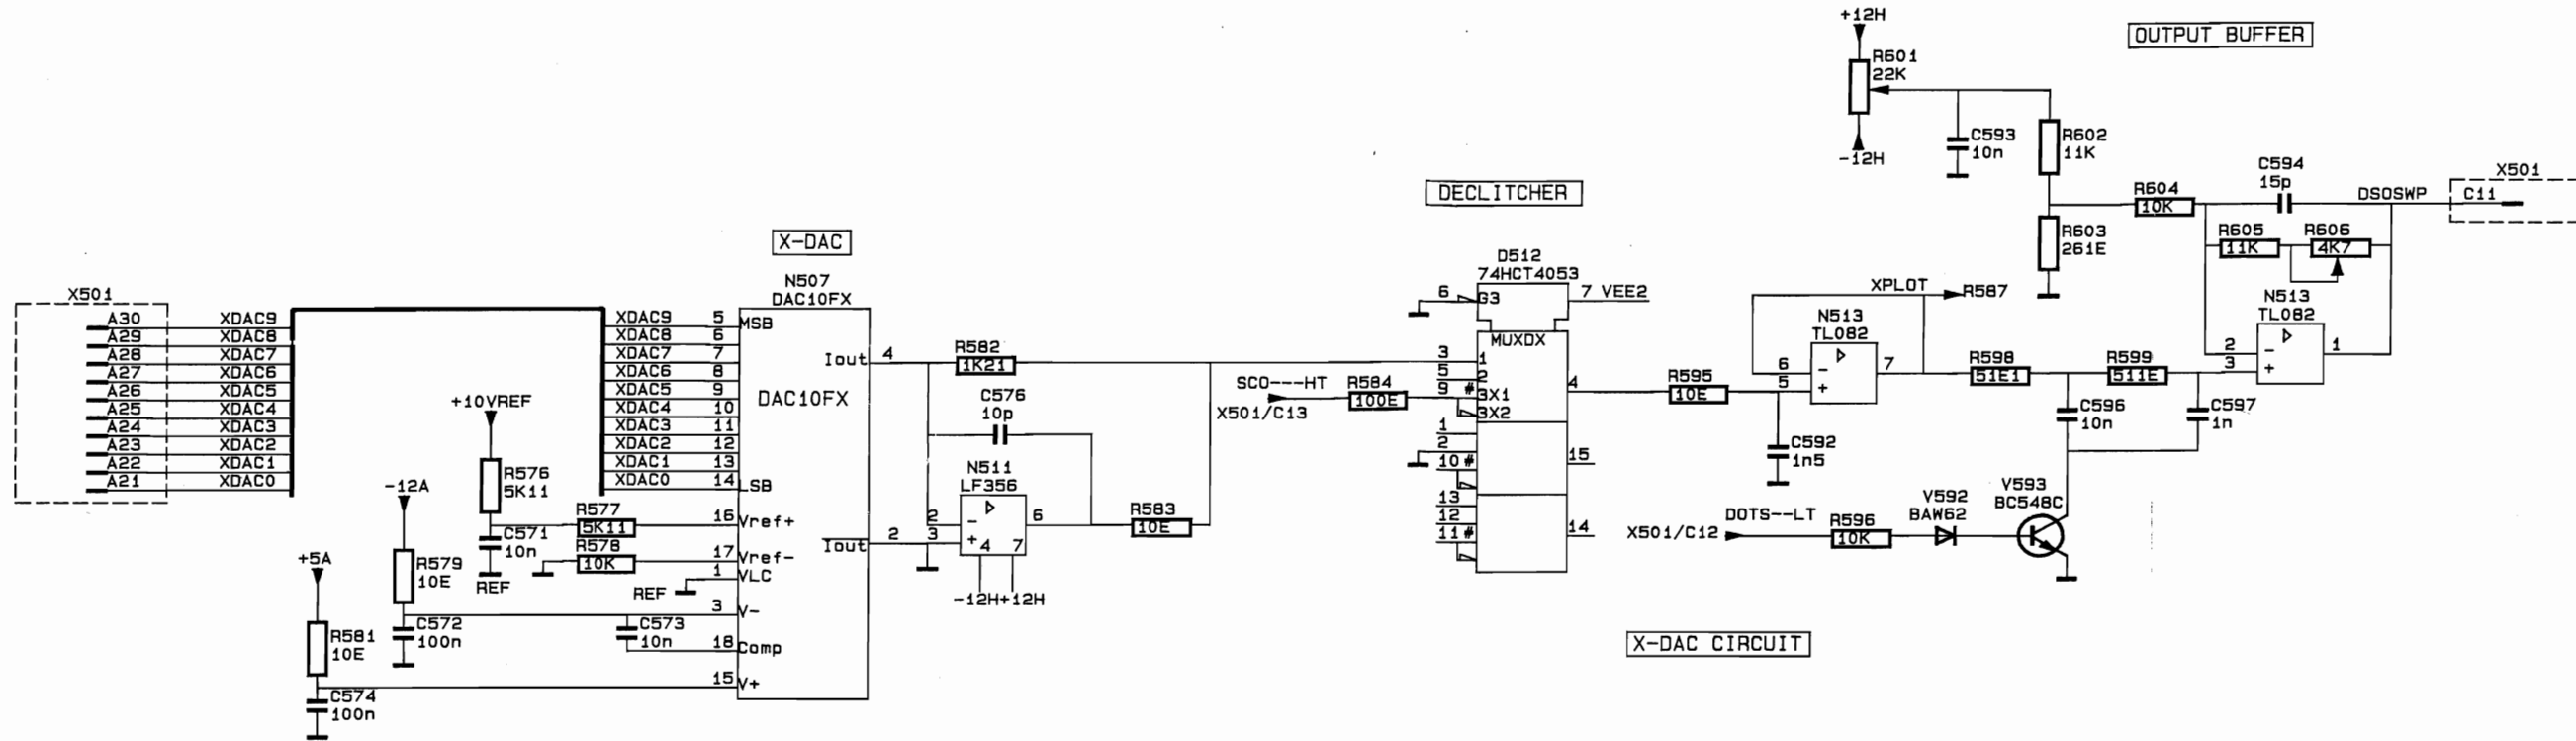 X-DAC
DECLITCHER
OUTPUT BUFFER
X-DAC CIRCUIT
X501
A30 XDAC9
A29 XDAC8
A28 XDAC7
A27 XDAC6
A26 XDAC5
A25 XDAC4
A24 XDAC3
A23 XDAC2
A22 XDAC1
A21 XDAC0
+5A
R581
10E
C574
100n
-12A
R579
10E
C572
100n
+10VREF
R576
5K11
C571
10n
REF
R577
5K11
R578
10K
REF
C573
10n
N507
DAC10FX
XDAC9 5 MSB
XDAC8 6
XDAC7 7
XDAC6 8
XDAC5 9
XDAC4 10
XDAC3 11
XDAC2 12
XDAC1 13
XDAC0 14 LSB
16 Vref+
17 Vref-
1 VLC
3 V-
18 Comp
15 V+
DAC10FX
Iout 4
Iout 2
R582
1K21
C576
10p
N511
LF356
2 -
3 +
4 7
6
-12H+12H
R583
10E
SCO---HT
X501/C13
R584
100E
D512
74HCT4053
6 G3
7 VEE2
MUXDX
3 1
5 2
9 # 3X1
3X2
4
1
2
10 #
15
13
12
11 #
14
R595
10E
C592
1n5
XPLOT R587
N513
TL082
6 -
5 +
7
R598
51E1
R599
511E
C596
10n
C597
1n
X501/C12
DOTS--LT
R596
10K
V592
BAW62
V593
BC548C
+12H
R601
22K
-12H
C593
10n
R602
11K
R603
261E
R604
10K
C594
15p
R605
11K
R606
4K7
N513
TL082
2 -
3 +
1
DSOSWP
X501
C11